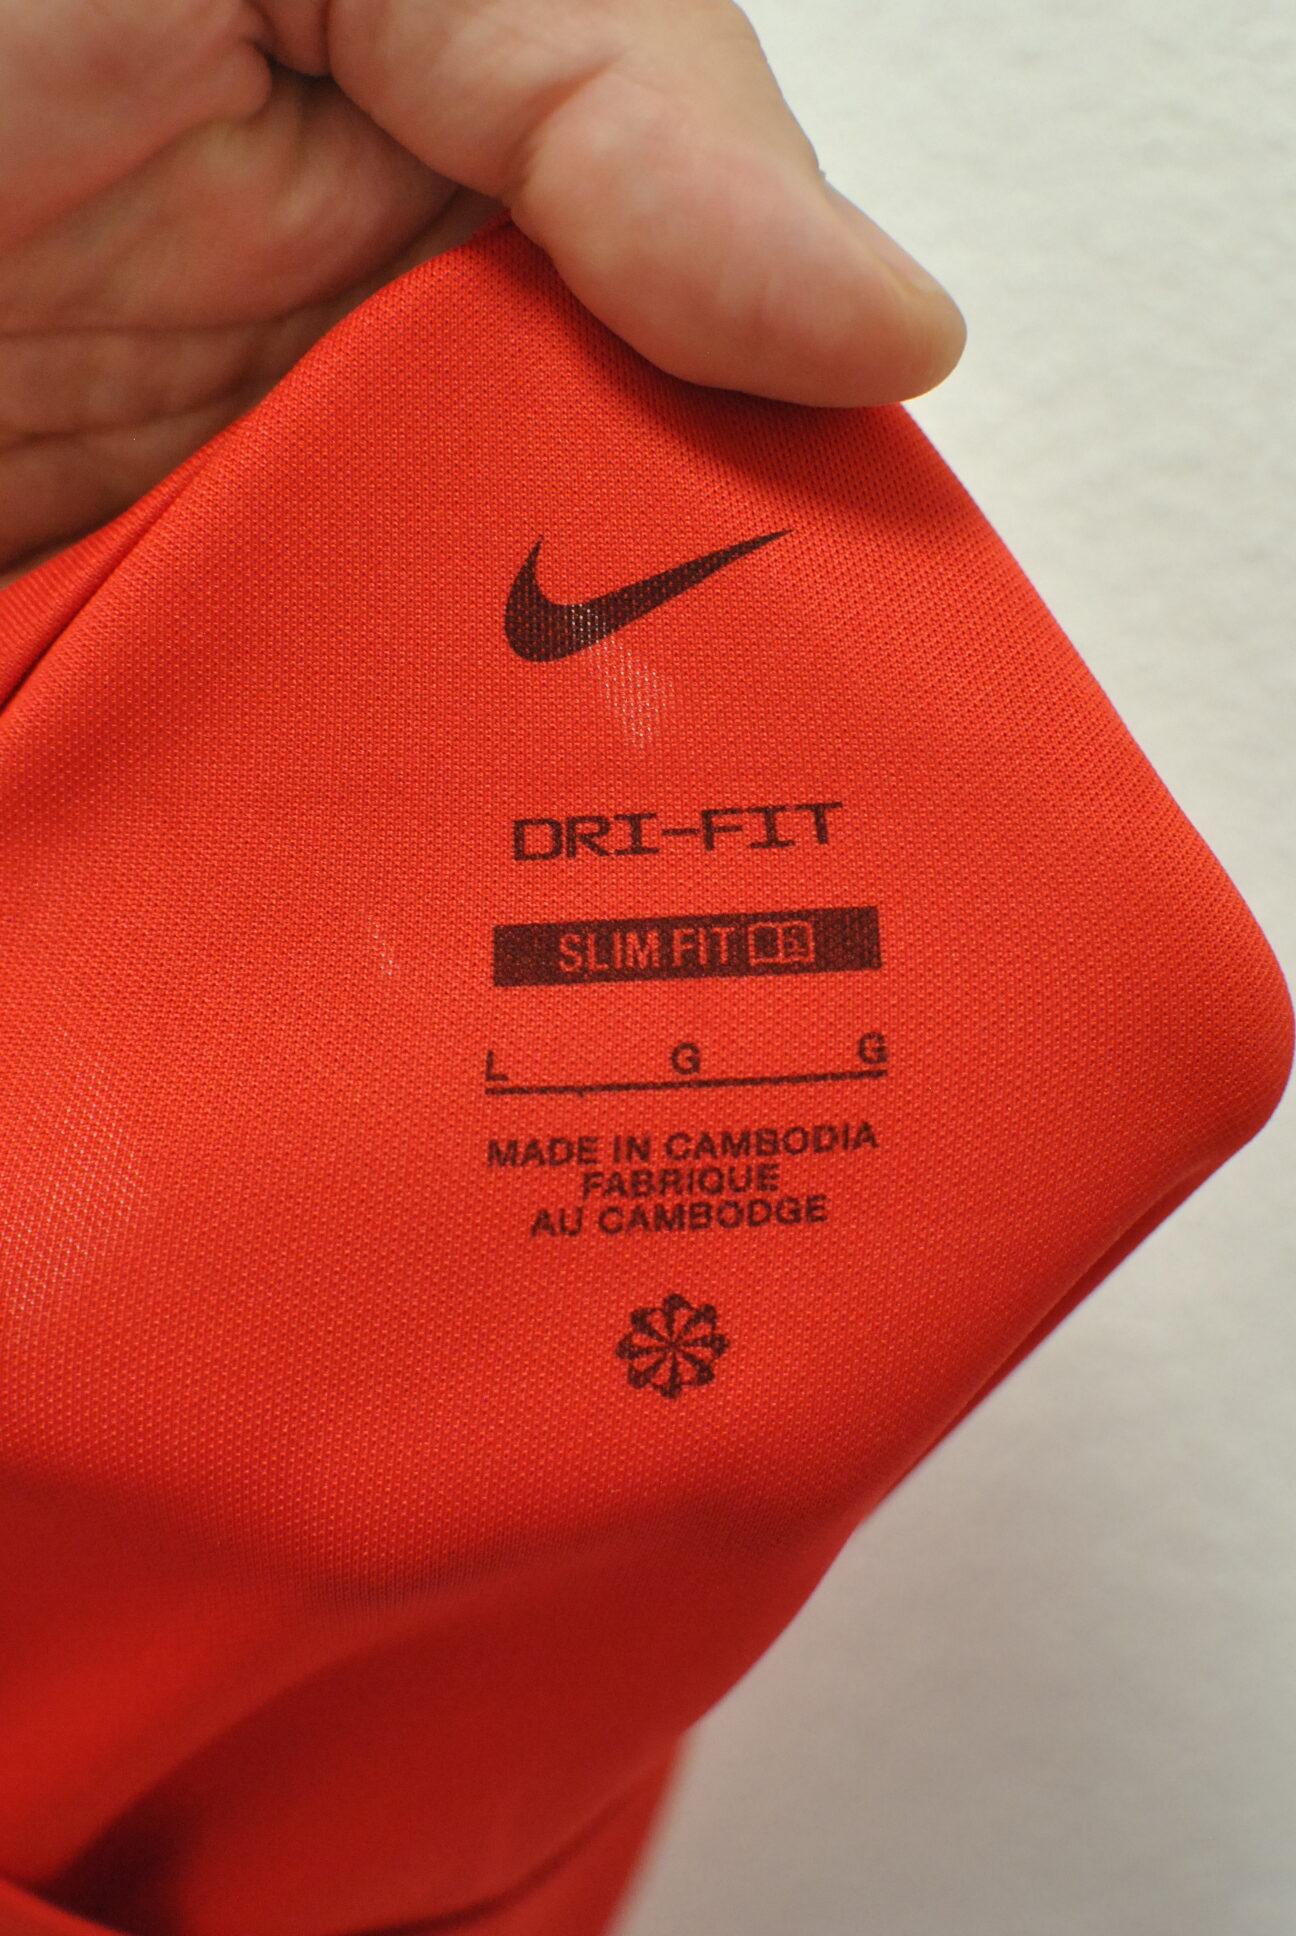 DRI-FIT
SLIM FIT
L G G
MADE IN CAMBODIA
FABRIQUE
AU CAMBODGE